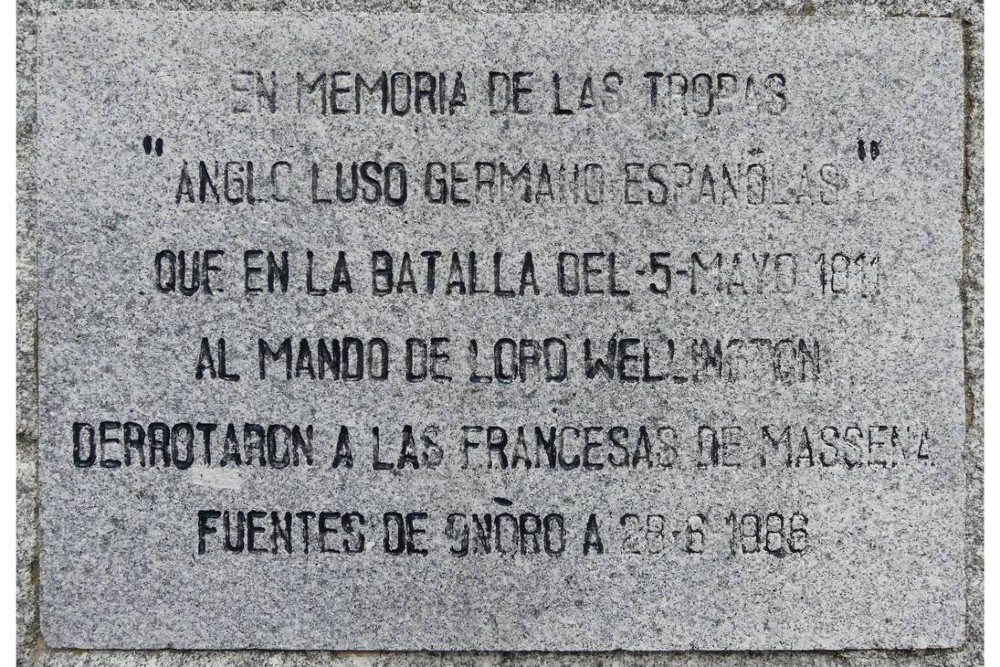 EN MEMORIA DE LAS TROPAS
"ANGLO LUSO GERMANO ESPAÑOLAS"
QUE EN LA BATALLA DEL -5-MAYO 1811
AL MANDO DE LORD WELLINGTON
DERROTARON A LAS FRANCESAS DE MASSENA
FUENTES DE OÑORO A 28-6 1986